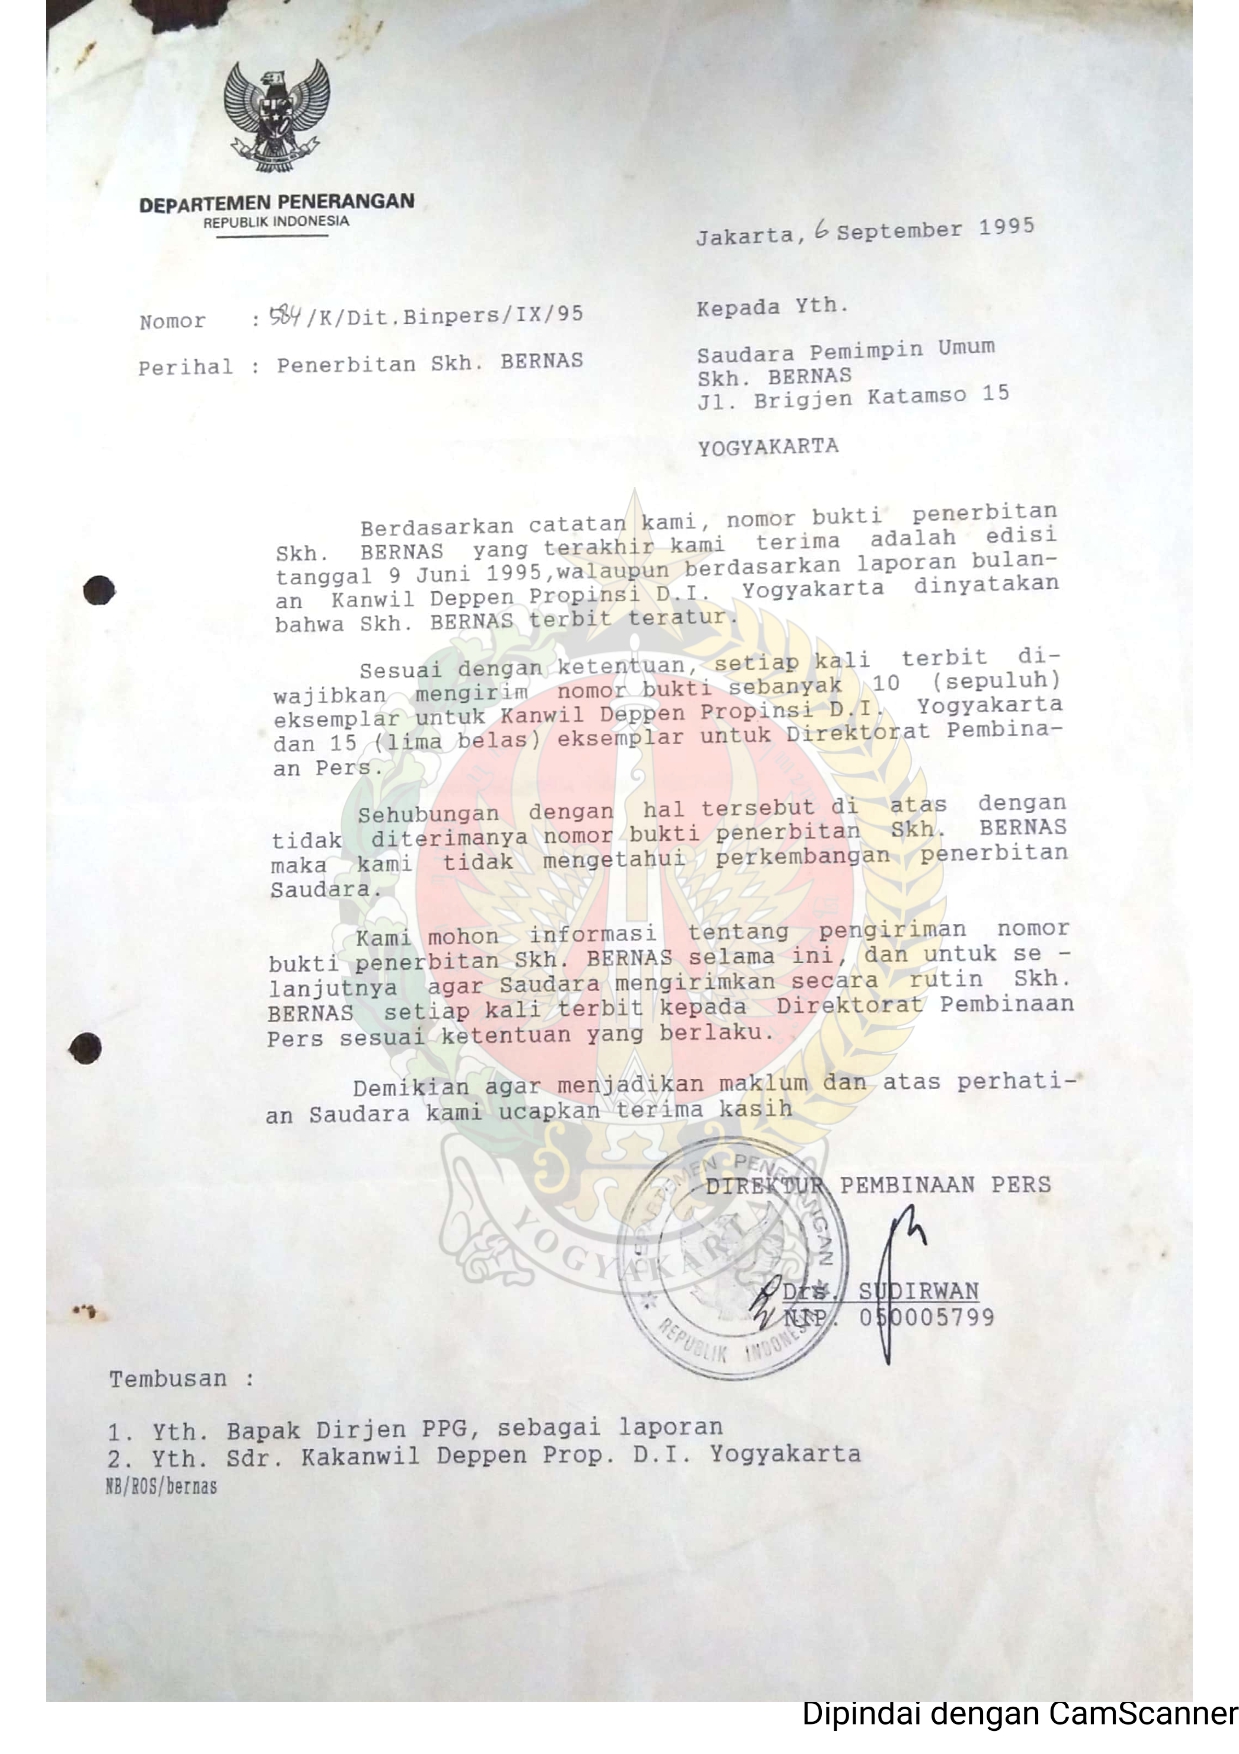 DEPARTEMEN PENERANGAN
REPUBLIK INDONESIA
Jakarta, 6 September 1995
Nomor : 584/K/Dit.Binpers/IX/95
Perihal : Penerbitan Skh. BERNAS
Kepada Yth.
Saudara Pemimpin Umum
Skh. BERNAS
Jl. Brigjen Katamso 15
YOGYAKARTA
Berdasarkan catatan kami, nomor bukti penerbitan
Skh. BERNAS yang terakhir kami terima adalah edisi
tanggal 9 Juni 1995,walaupun berdasarkan laporan bulan-
an Kanwil Deppen Propinsi D.I. Yogyakarta dinyatakan
bahwa Skh. BERNAS terbit teratur.
Sesuai dengan ketentuan, setiap kali terbit di-
wajibkan mengirim nomor bukti sebanyak 10 (sepuluh)
eksemplar untuk Kanwil Deppen Propinsi D.I. Yogyakarta
dan 15 (lima belas) eksemplar untuk Direktorat Pembina-
an Pers.
Sehubungan dengan hal tersebut di atas dengan
tidak diterimanya nomor bukti penerbitan Skh. BERNAS
maka kami tidak mengetahui perkembangan penerbitan
Saudara.
Kami mohon informasi tentang pengiriman nomor
bukti penerbitan Skh. BERNAS selama ini, dan untuk se -
lanjutnya agar Saudara mengirimkan secara rutin Skh.
BERNAS setiap kali terbit kepada Direktorat Pembinaan
Pers sesuai ketentuan yang berlaku.
Demikian agar menjadikan maklum dan atas perhati-
an Saudara kami ucapkan terima kasih
DIREKTUR PEMBINAAN PERS
DEPARTEMEN PENERANGAN
REPUBLIK INDONESIA
YOGYAKARTA
Drs. SUDIRWAN
NIP. 050005799
Tembusan :
1. Yth. Bapak Dirjen PPG, sebagai laporan
2. Yth. Sdr. Kakanwil Deppen Prop. D.I. Yogyakarta
NB/ROS/bernas
Dipindai dengan CamScanner